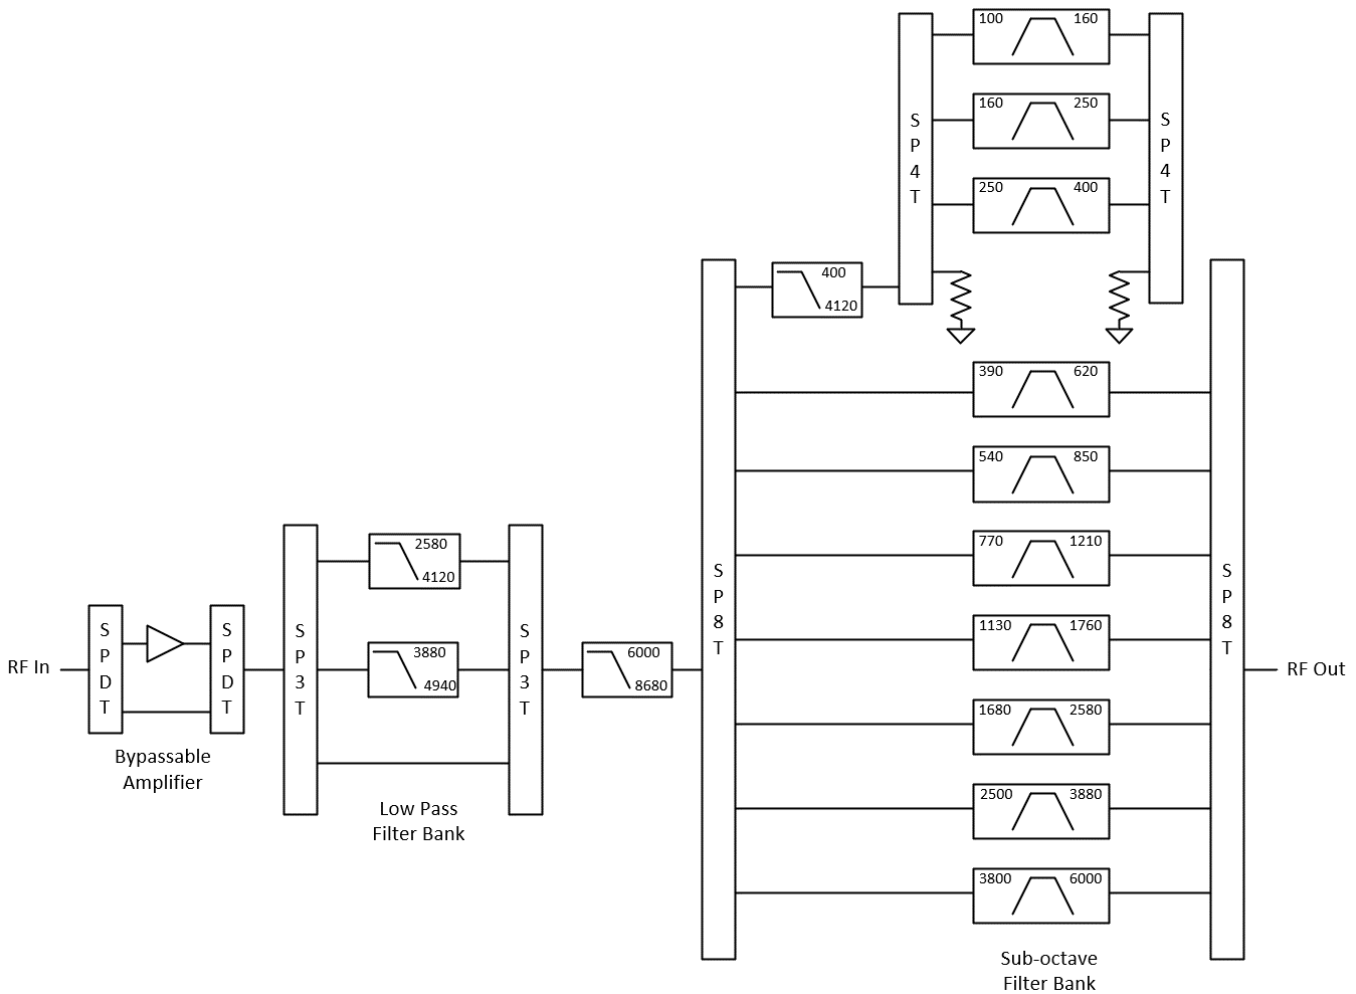 RF In
S
P
D
T
S
P
D
T
Bypassable
Amplifier
S
P
3
T
2580
4120
3880
4940
Low Pass
Filter Bank
S
P
3
T
6000
8680
S
P
8
T
400
4120
S
P
4
T
100 160
160 250
250 400
S
P
4
T
390 620
540 850
770 1210
1130 1760
1680 2580
2500 3880
3800 6000
Sub-octave
Filter Bank
S
P
8
T
RF Out